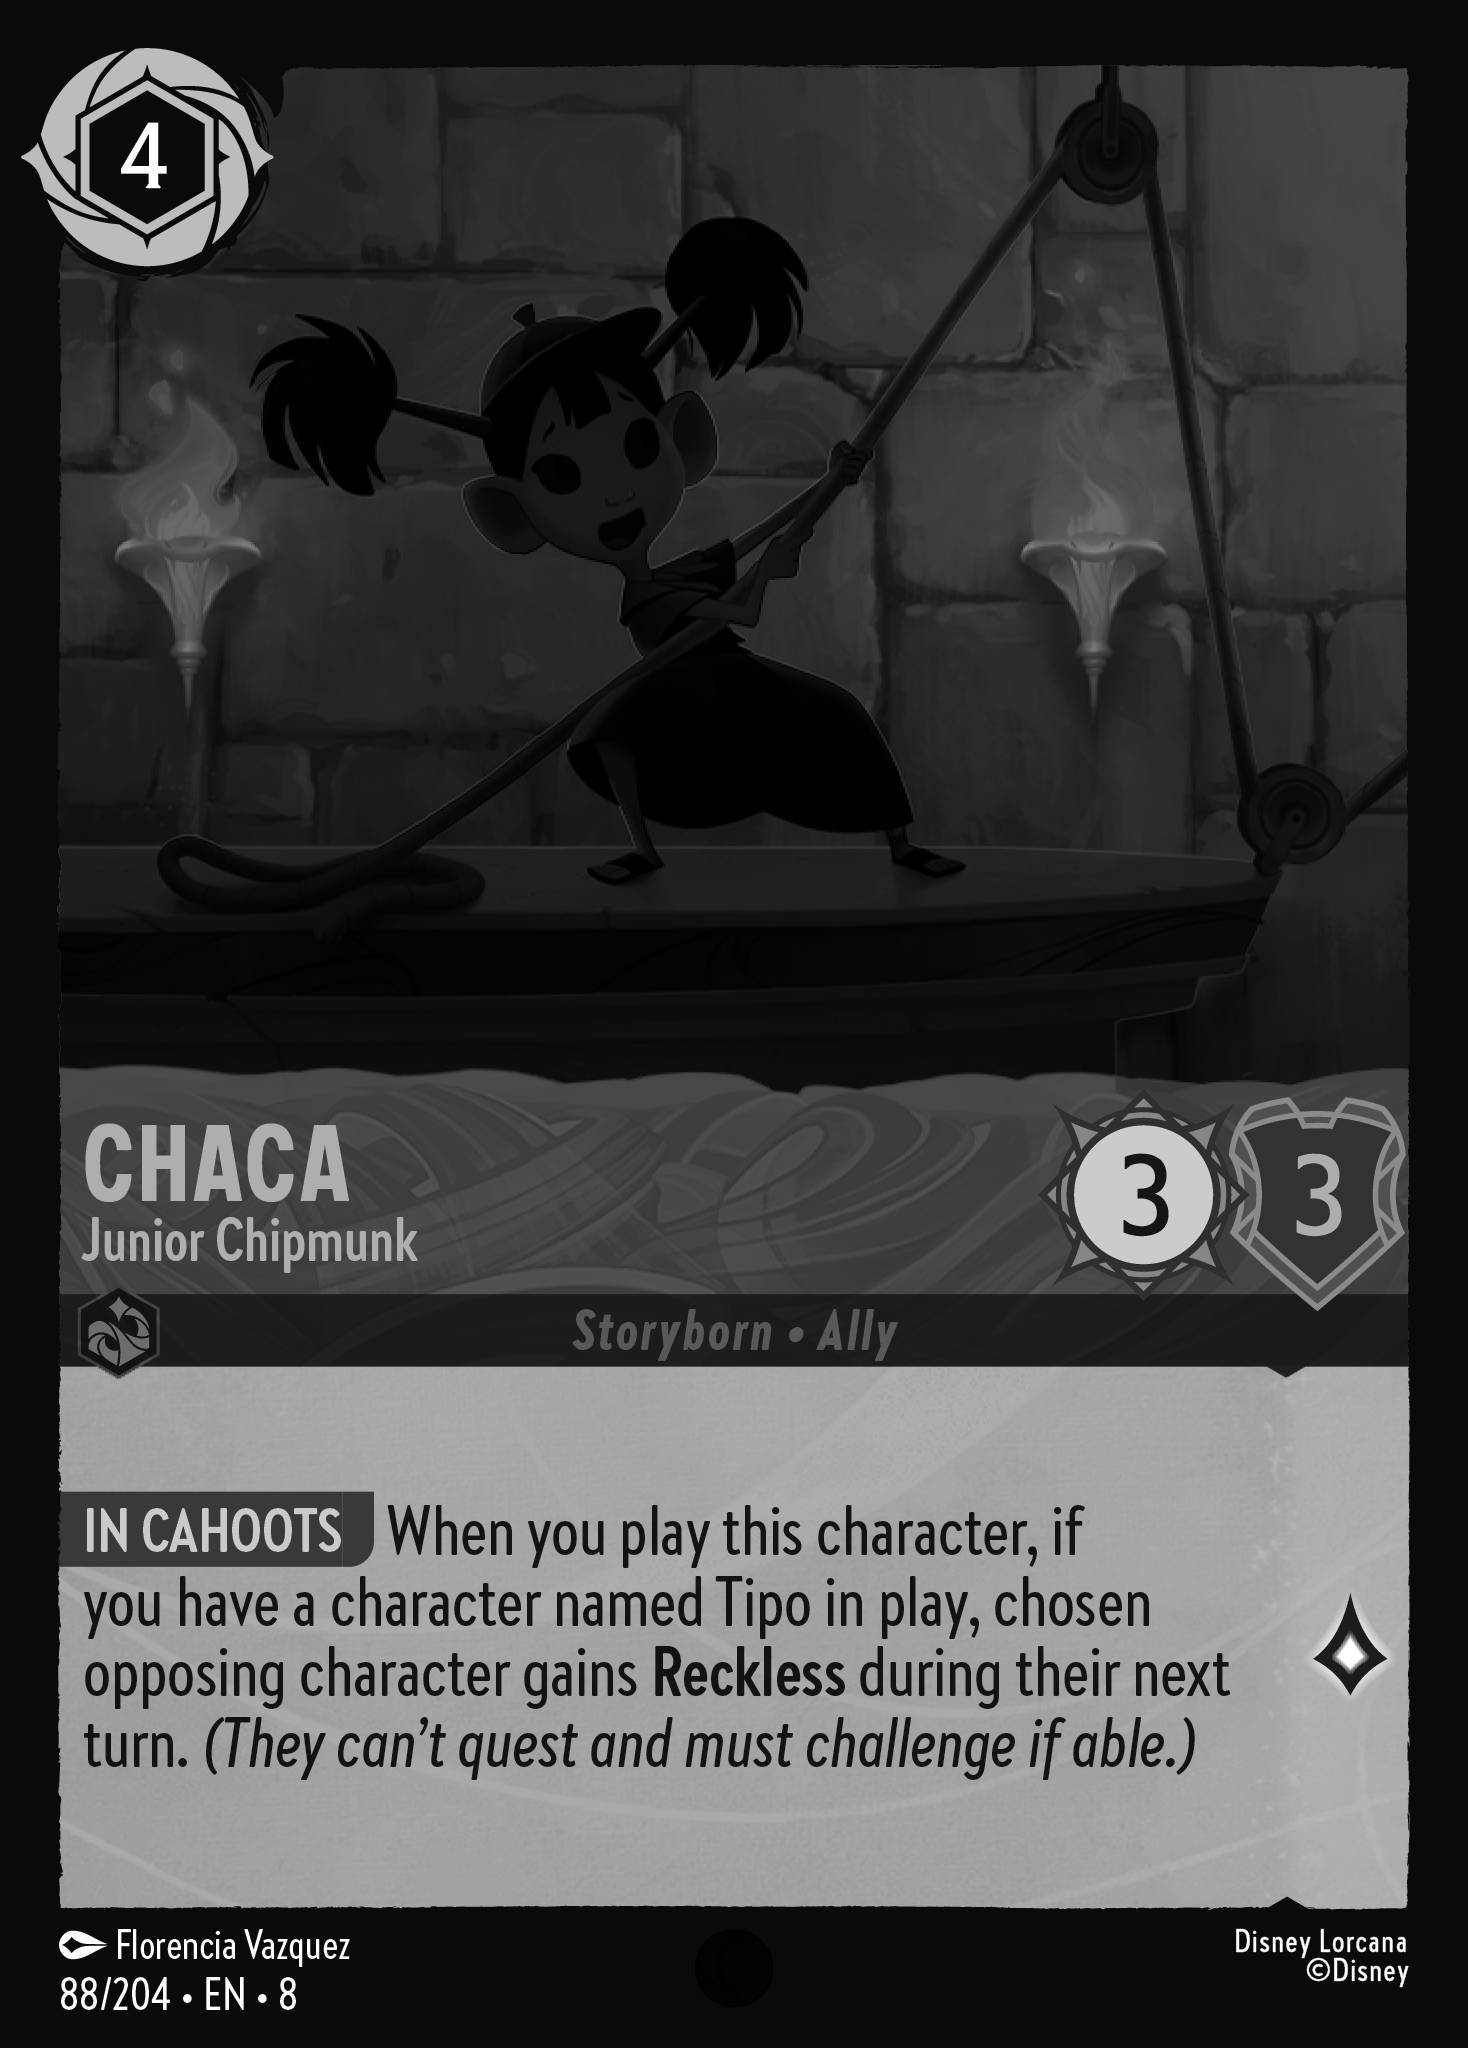 4
CHACA
Junior Chipmunk
3 3
Storyborn • Ally
IN CAHOOTS When you play this character, if
you have a character named Tipo in play, chosen
opposing character gains Reckless during their next
turn. (They can't quest and must challenge if able.)
Florencia Vazquez
88/204 • EN • 8
Disney Lorcana
©Disney